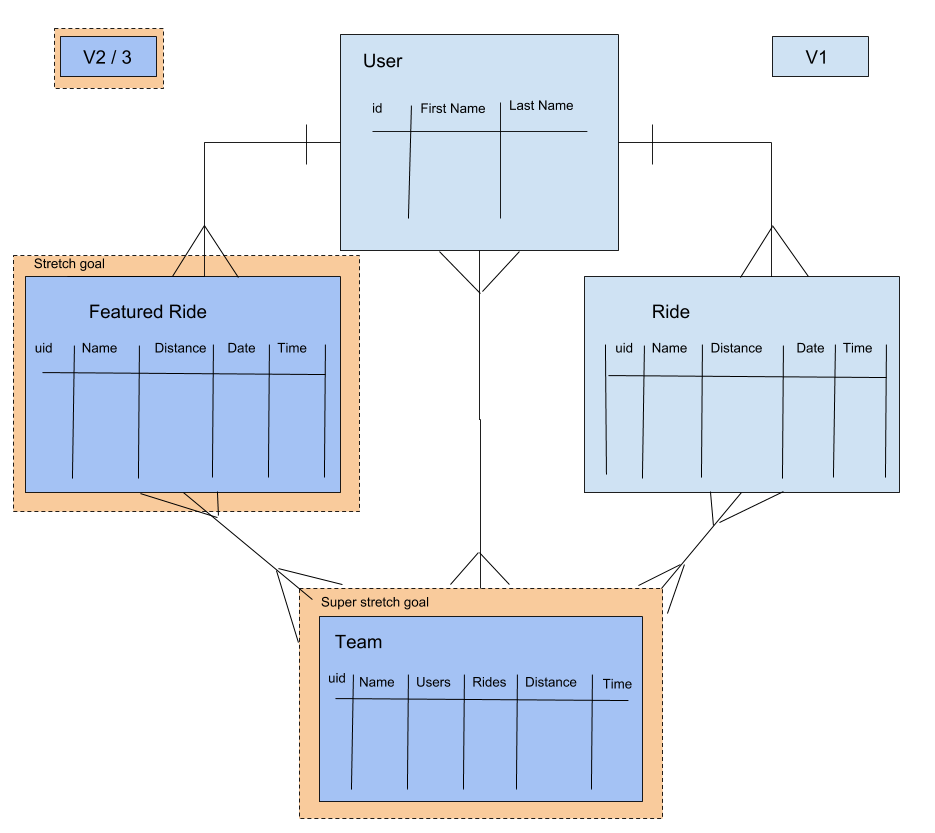 V2 / 3
V1
User
id First Name Last Name
Stretch goal
Featured Ride
uid Name Distance Date Time
Ride
uid Name Distance Date Time
Super stretch goal
Team
uid Name Users Rides Distance Time